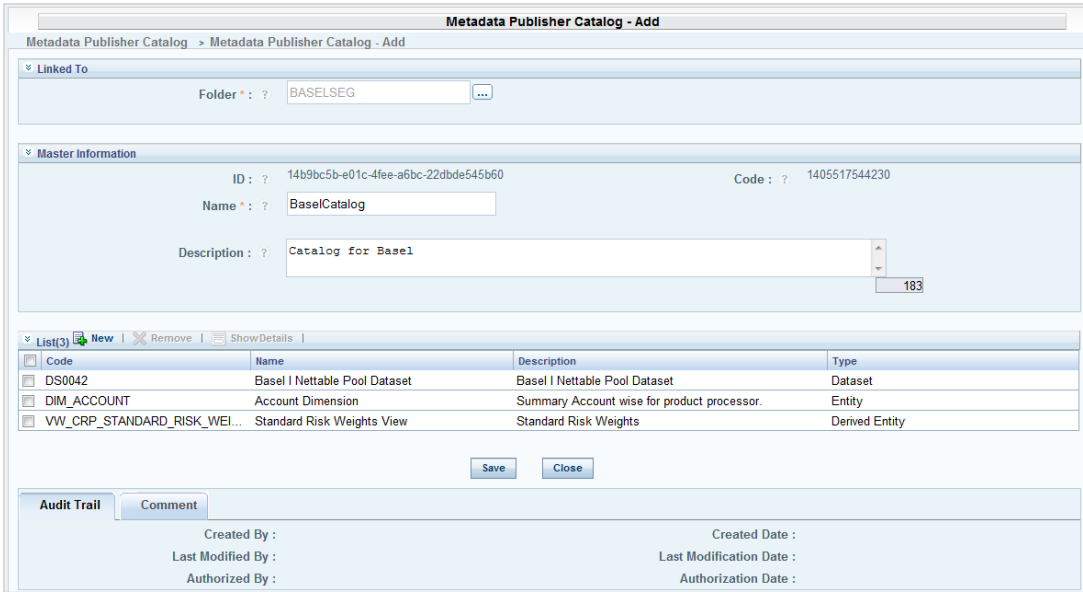 Metadata Publisher Catalog - Add
Metadata Publisher Catalog > Metadata Publisher Catalog - Add
Linked To
Folder * : ? BASELSEG ...
Master Information
ID : ? 14b9bc5b-e01c-4fee-a6bc-22dbde545b60 Code : ? 1405517544230
Name * : ? BaselCatalog
Description : ? Catalog for Basel
183
List(3) New | Remove | ShowDetails |
Code Name Description Type
DS0042 Basel I Nettable Pool Dataset Basel I Nettable Pool Dataset Dataset
DIM_ACCOUNT Account Dimension Summary Account wise for product processor. Entity
VW_CRP_STANDARD_RISK_WEI... Standard Risk Weights View Standard Risk Weights Derived Entity
Save Close
Audit Trail Comment
Created By : Created Date :
Last Modified By : Last Modification Date :
Authorized By : Authorization Date :